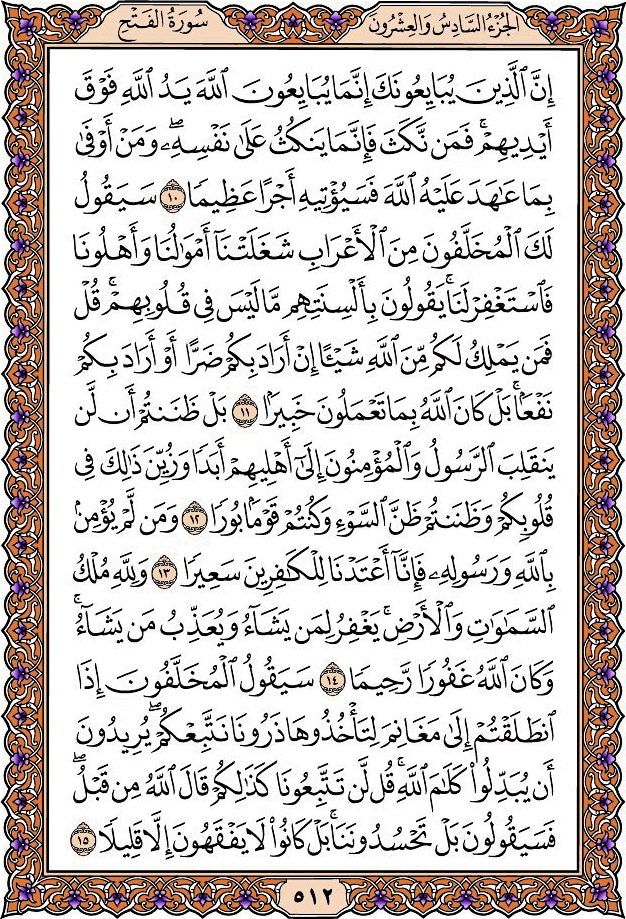 الجُزْءُ السَّادِسُ وَالعِشْرُونَ
سُورَةُ الفَتْحِ
إِنَّ ٱلَّذِينَ يُبَايِعُونَكَ إِنَّمَا يُبَايِعُونَ ٱللَّهَ يَدُ ٱللَّهِ فَوْقَ
أَيْدِيهِمْۚ فَمَن نَّكَثَ فَإِنَّمَا يَنكُثُ عَلَىٰ نَفْسِهِۦۖ وَمَنْ أَوْفَىٰ
بِمَا عَٰهَدَ عَلَيْهُ ٱللَّهَ فَسَيُؤْتِيهِ أَجْرًا عَظِيمًا ١٠ سَيَقُولُ
لَكَ ٱلْمُخَلَّفُونَ مِنَ ٱلْأَعْرَابِ شَغَلَتْنَآ أَمْوَٰلُنَا وَأَهْلُونَا
فَٱسْتَغْفِرْ لَنَاۚ يَقُولُونَ بِأَلْسِنَتِهِم مَّا لَيْسَ فِى قُلُوبِهِمْۚ قُلْ
فَمَن يَمْلِكُ لَكُم مِّنَ ٱللَّهِ شَيْـًٔا إِنْ أَرَادَ بِكُمْ ضَرًّا أَوْ أَرَادَ بِكُمْ
نَفْعًۢاۚ بَلْ كَانَ ٱللَّهُ بِمَا تَعْمَلُونَ خَبِيرًۢا ١١ بَلْ ظَنَنتُمْ أَن لَّن
يَنقَلِبَ ٱلرَّسُولُ وَٱلْمُؤْمِنُونَ إِلَىٰٓ أَهْلِيهِمْ أَبَدًا وَزُيِّنَ ذَٰلِكَ فِى
قُلُوبِكُمْ وَظَنَنتُمْ ظَنَّ ٱلسَّوْءِ وَكُنتُمْ قَوْمًۢا بُورًا ١٢ وَمَن لَّمْ يُؤْمِنۢ
بِٱللَّهِ وَرَسُولِهِۦ فَإِنَّآ أَعْتَدْنَا لِلْكَٰفِرِينَ سَعِيرًا ١٣ وَلِلَّهِ مُلْكُ
ٱلسَّمَٰوَٰتِ وَٱلْأَرْضِۚ يَغْفِرُ لِمَن يَشَآءُ وَيُعَذِّبُ مَن يَشَآءُۚ
وَكَانَ ٱللَّهُ غَفُورًا رَّحِيمًا ١٤ سَيَقُولُ ٱلْمُخَلَّفُونَ إِذَا
ٱنطَلَقْتُمْ إِلَىٰ مَغَانِمَ لِتَأْخُذُوهَا ذَرُونَا نَتَّبِعْكُمْۖ يُرِيدُونَ
أَن يُبَدِّلُوا۟ كَلَٰمَ ٱللَّهِۚ قُل لَّن تَتَّبِعُونَا كَذَٰلِكُمْ قَالَ ٱللَّهُ مِن قَبْلُۖ
فَسَيَقُولُونَ بَلْ تَحْسُدُونَنَاۚ بَلْ كَانُوا۟ لَا يَفْقَهُونَ إِلَّا قَلِيلًا ١٥
٥١٢